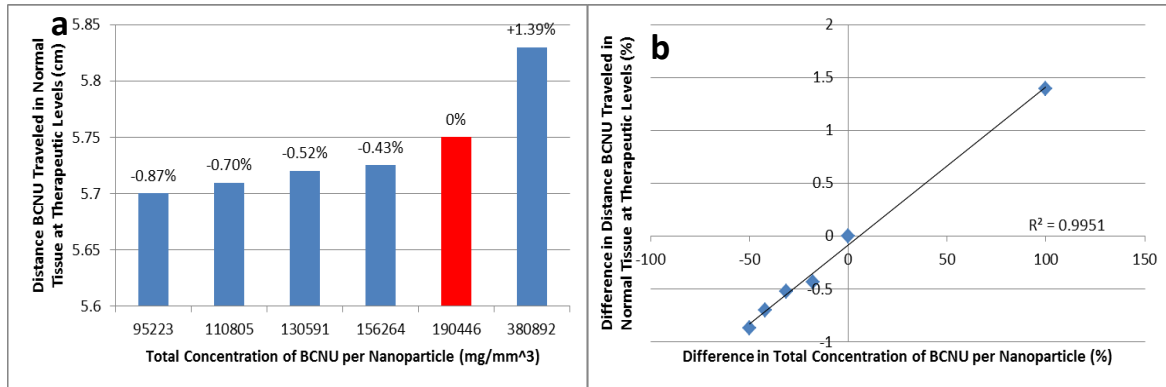 a
Distance BCNU Traveled in Normal
Tissue at Therapeutic Levels (cm)
5.85
5.8
5.75
5.7
5.65
5.6
-0.87%
-0.70%
-0.52%
-0.43%
0%
+1.39%
95223 110805 130591 156264 190446 380892
Total Concentration of BCNU per Nanoparticle (mg/mm^3)
b
Difference in Distance BCNU Traveled in
Normal Tissue at Therapeutic Levels (%)
2
1.5
1
0.5
0
-0.5
-1
-100 -50 0 50 100 150
R² = 0.9951
Difference in Total Concentration of BCNU per Nanoparticle (%)